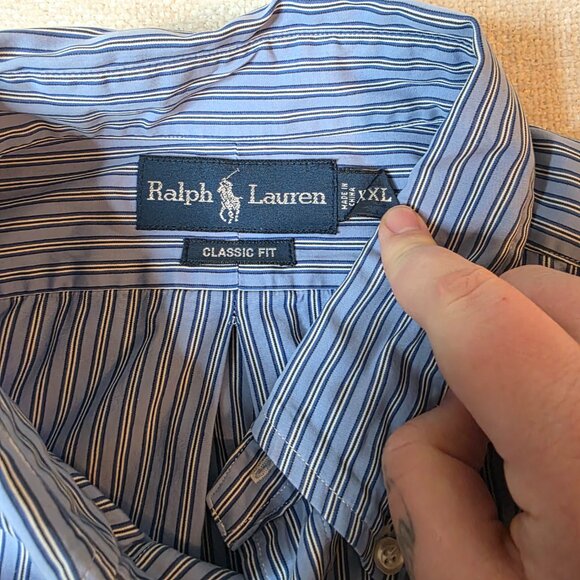 Ralph Lauren
MADE IN
CHINA
XXL
CLASSIC FIT